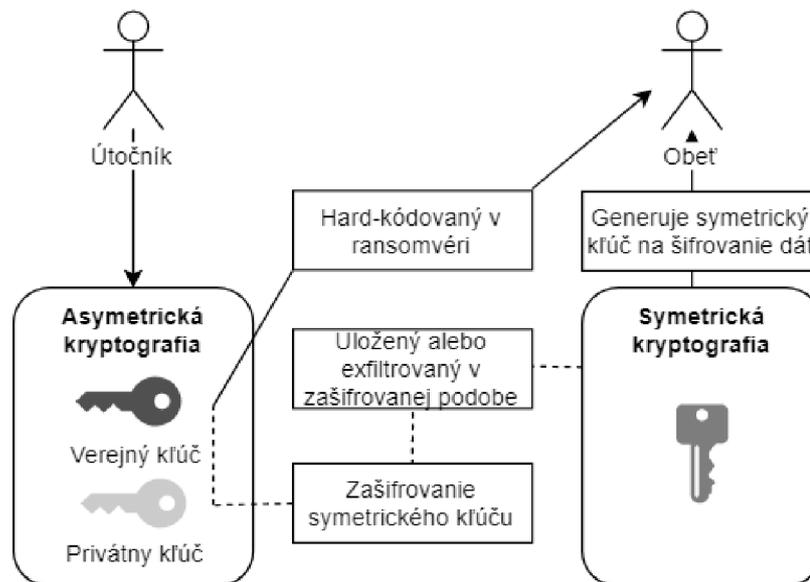 Útočník
Obeť
Hard-kódovaný v
ransomvéri
Generuje symetrický
kľúč na šifrovanie dát
Asymetrická
kryptografia
Verejný kľúč
Privátny kľúč
Uložený alebo
exfiltrovaný v
zašifrovanej podobe
Zašifrovanie
symetrického kľúču
Symetrická
kryptografia